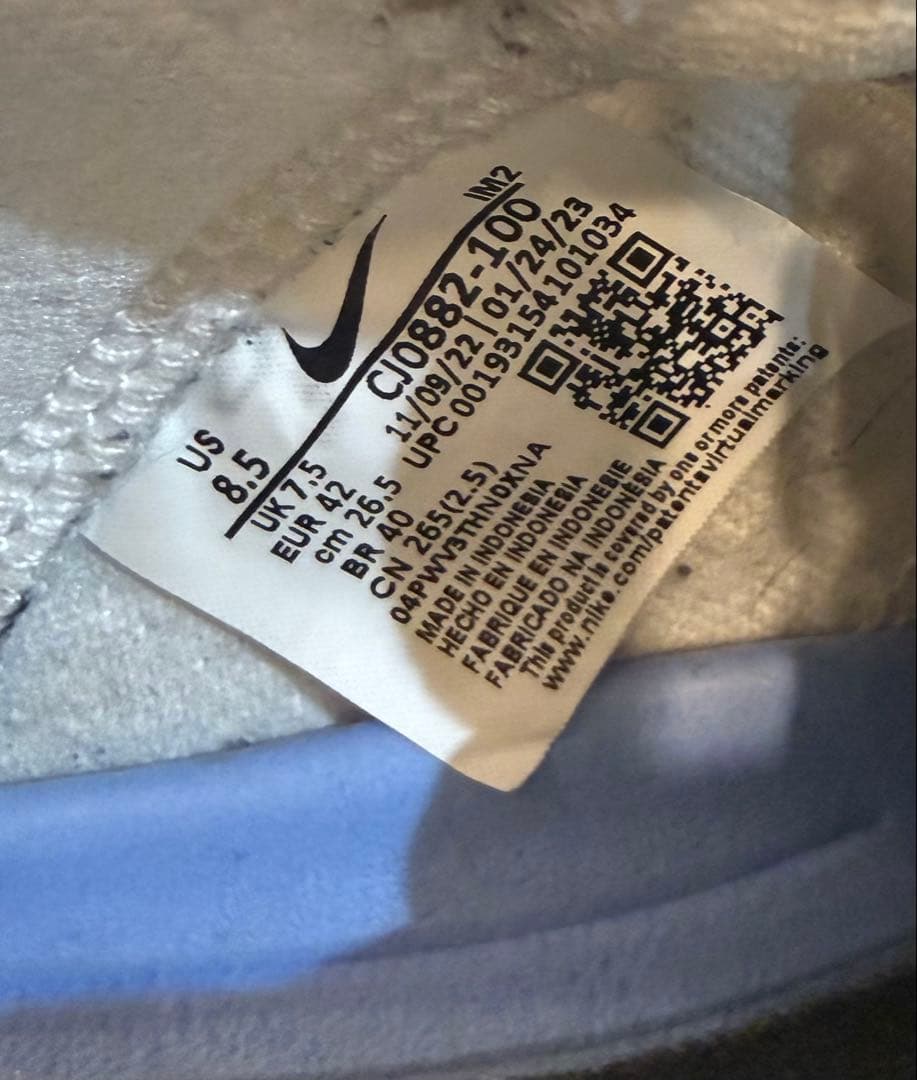 IM2
US
8.5
CJ0882-100
11/09/22 | 01/24/23
UPC 00193154101034
UK 7.5
EUR 42
cm 26.5
BR 40
CN 265(2.5)
MADE IN INDONESIA
HECHO EN INDONESIA
FABRIQUE EN INDONESIE
FABRICADO NA INDONESIA
This product is covered by one or more patents:
www.nike.com/patentsvirtualmarking